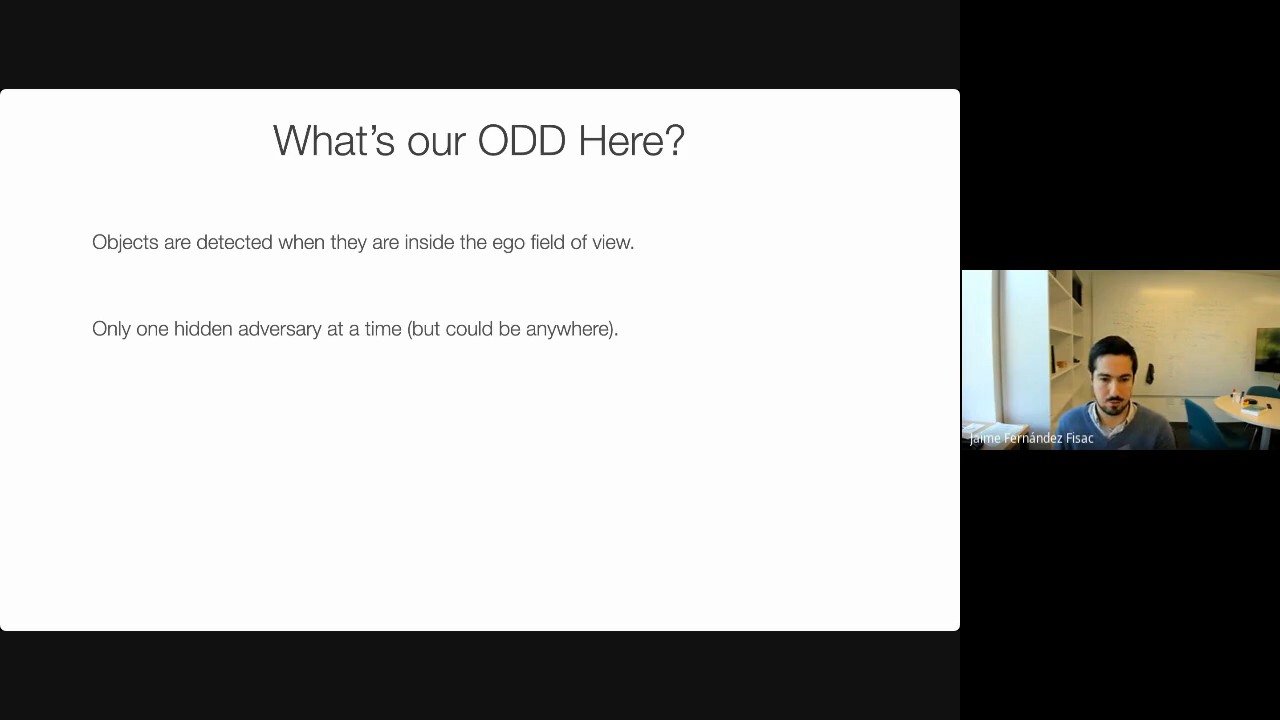 What's our ODD Here?
Objects are detected when they are inside the ego field of view.
Only one hidden adversary at a time (but could be anywhere).
Jaime Fernández Fisac